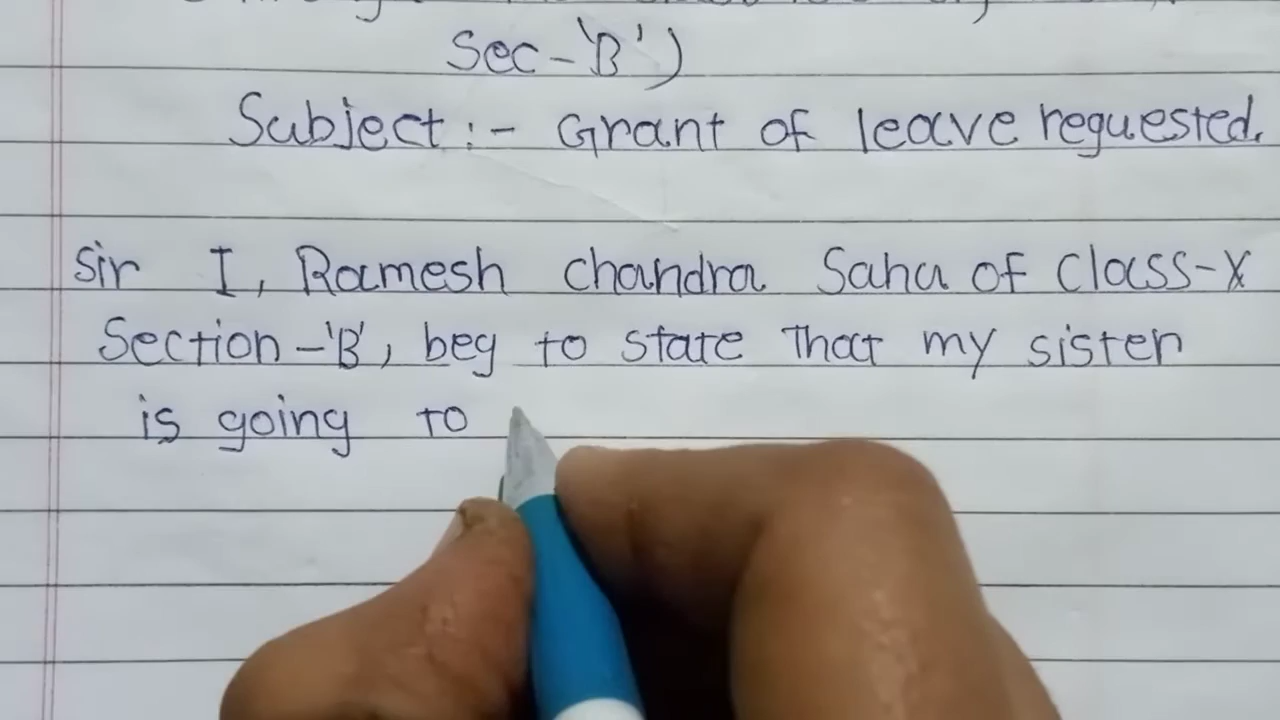 Sec-'B')
Subject :- Grant of leave requested.
Sir I, Ramesh chandra Saha of Class-X
Section-'B', beg to state that my sister
is going to